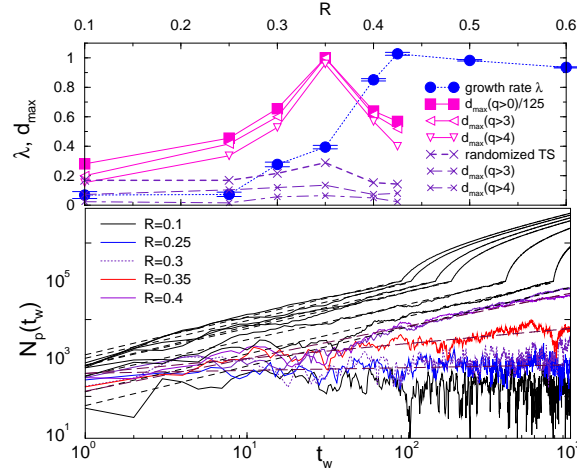 R
0.1 0.2 0.3 0.4 0.5 0.6
λ, d_max
1
0.8
0.6
0.4
0.2
0
growth rate λ
d_max(q>0)/125
d_max(q>3)
d_max(q>4)
randomized TS
d_max(q>3)
d_max(q>4)
N_p(t_w)
10^5
10^3
10^1
R=0.1
R=0.25
R=0.3
R=0.35
R=0.4
10^0 10^1 10^2 10^3
t_w